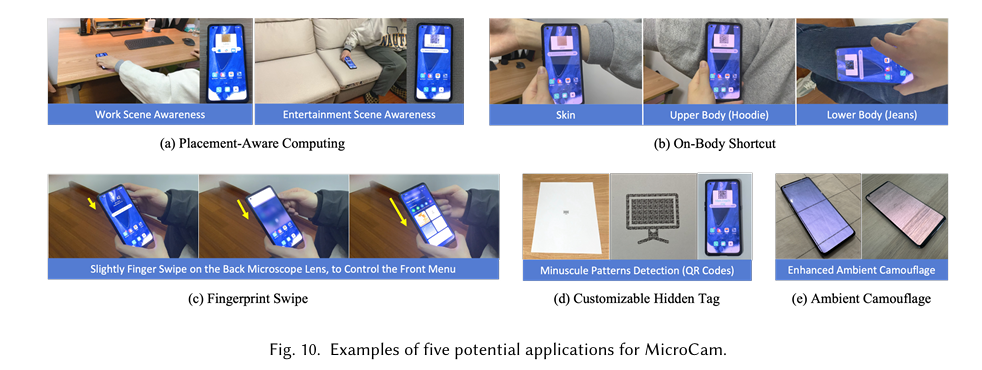 Work Scene Awareness
Entertainment Scene Awareness
(a) Placement-Aware Computing
Skin
Upper Body (Hoodie)
Lower Body (Jeans)
(b) On-Body Shortcut
Slightly Finger Swipe on the Back Microscope Lens, to Control the Front Menu
(c) Fingerprint Swipe
Minuscule Patterns Detection (QR Codes)
(d) Customizable Hidden Tag
Enhanced Ambient Camouflage
(e) Ambient Camouflage
Fig. 10. Examples of five potential applications for MicroCam.